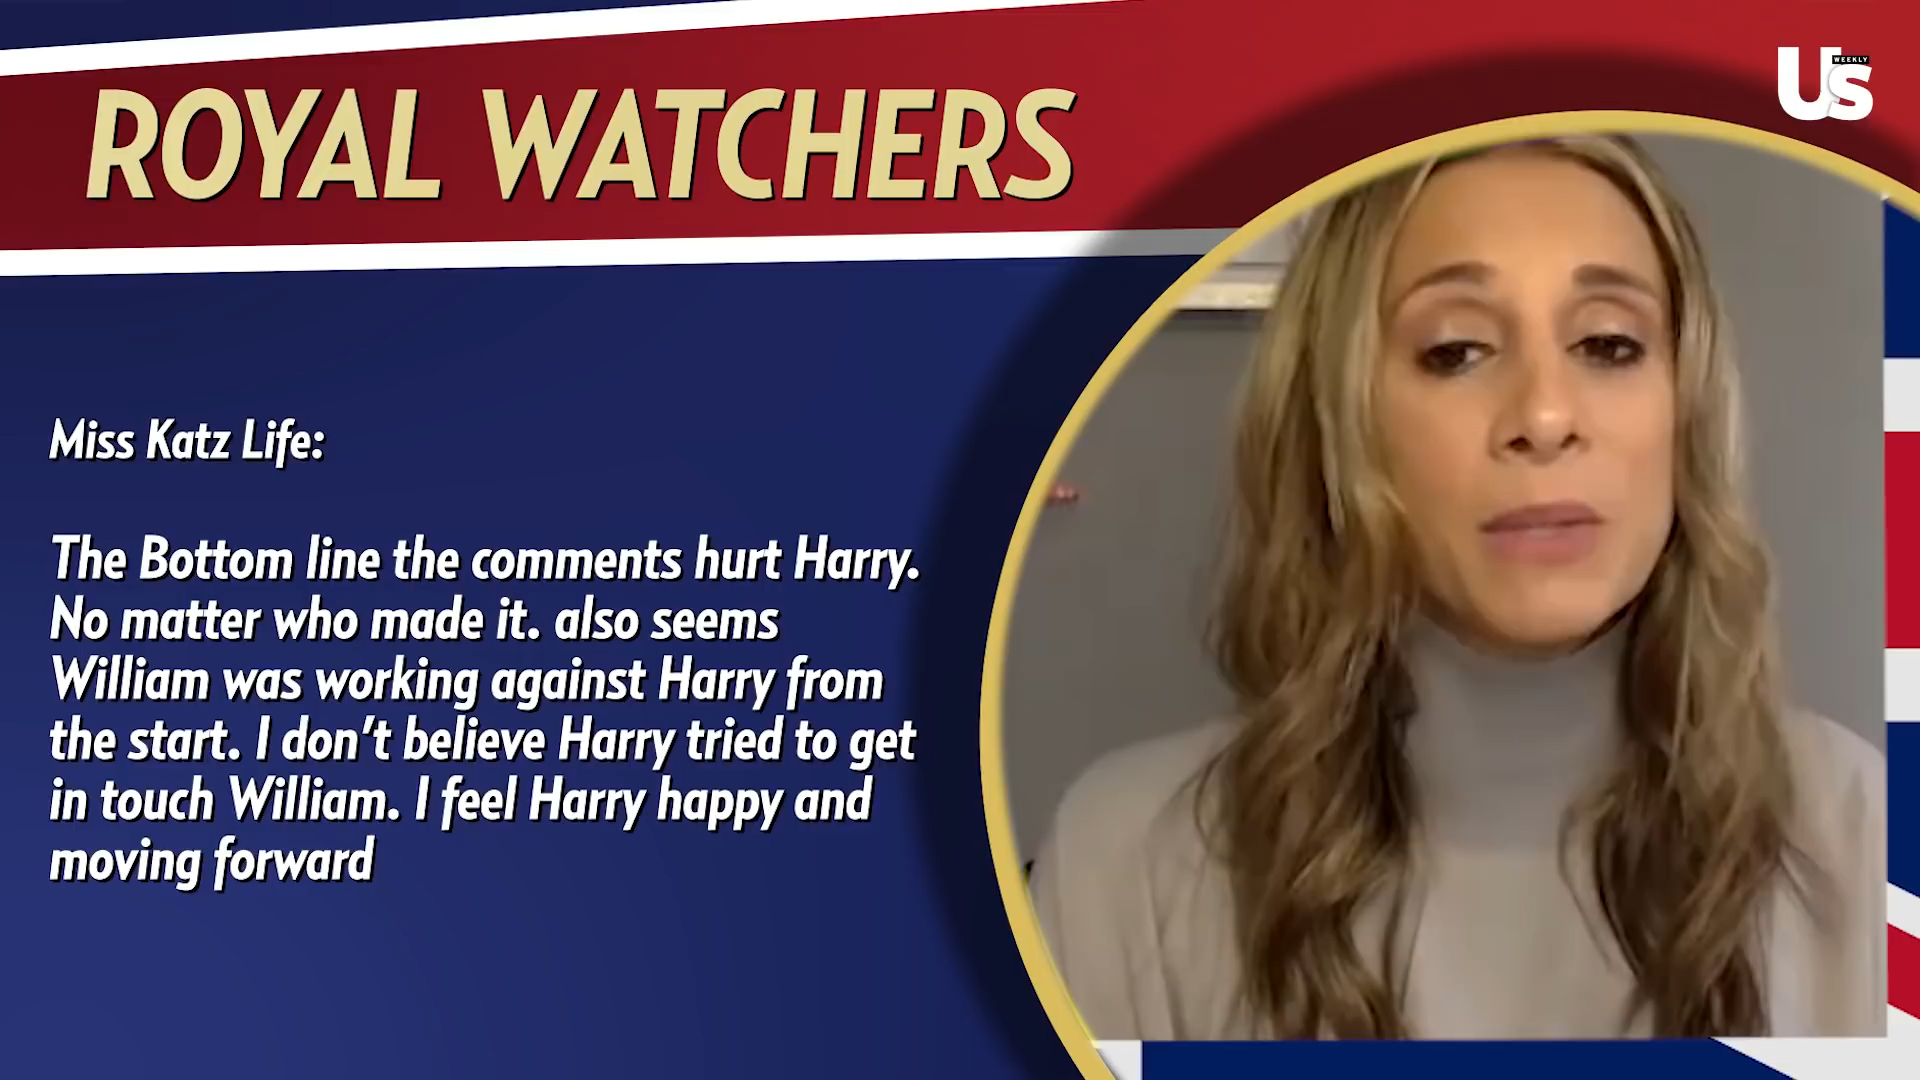 ROYAL WATCHERS
Us
WEEKLY
Miss Katz Life:
The Bottom line the comments hurt Harry.
No matter who made it. also seems
William was working against Harry from
the start. I don't believe Harry tried to get
in touch William. I feel Harry happy and
moving forward